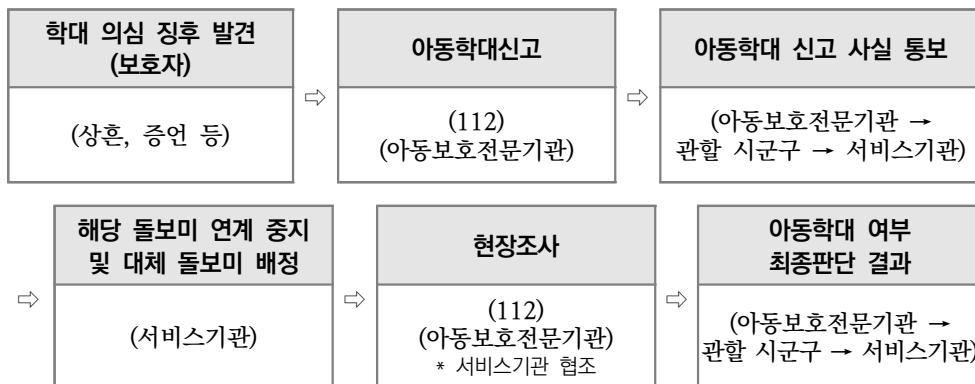 학대 의심 징후 발견
(보호자)
(상흔, 증언 등)
⇨
아동학대신고
(112)
(아동보호전문기관)
⇨
아동학대 신고 사실 통보
(아동보호전문기관 →
관할 시군구 → 서비스기관)
⇨
해당 돌보미 연계 중지
및 대체 돌보미 배정
(서비스기관)
⇨
현장조사
(112)
(아동보호전문기관)
* 서비스기관 협조
⇨
아동학대 여부
최종판단 결과
(아동보호전문기관 →
관할 시군구 → 서비스기관)